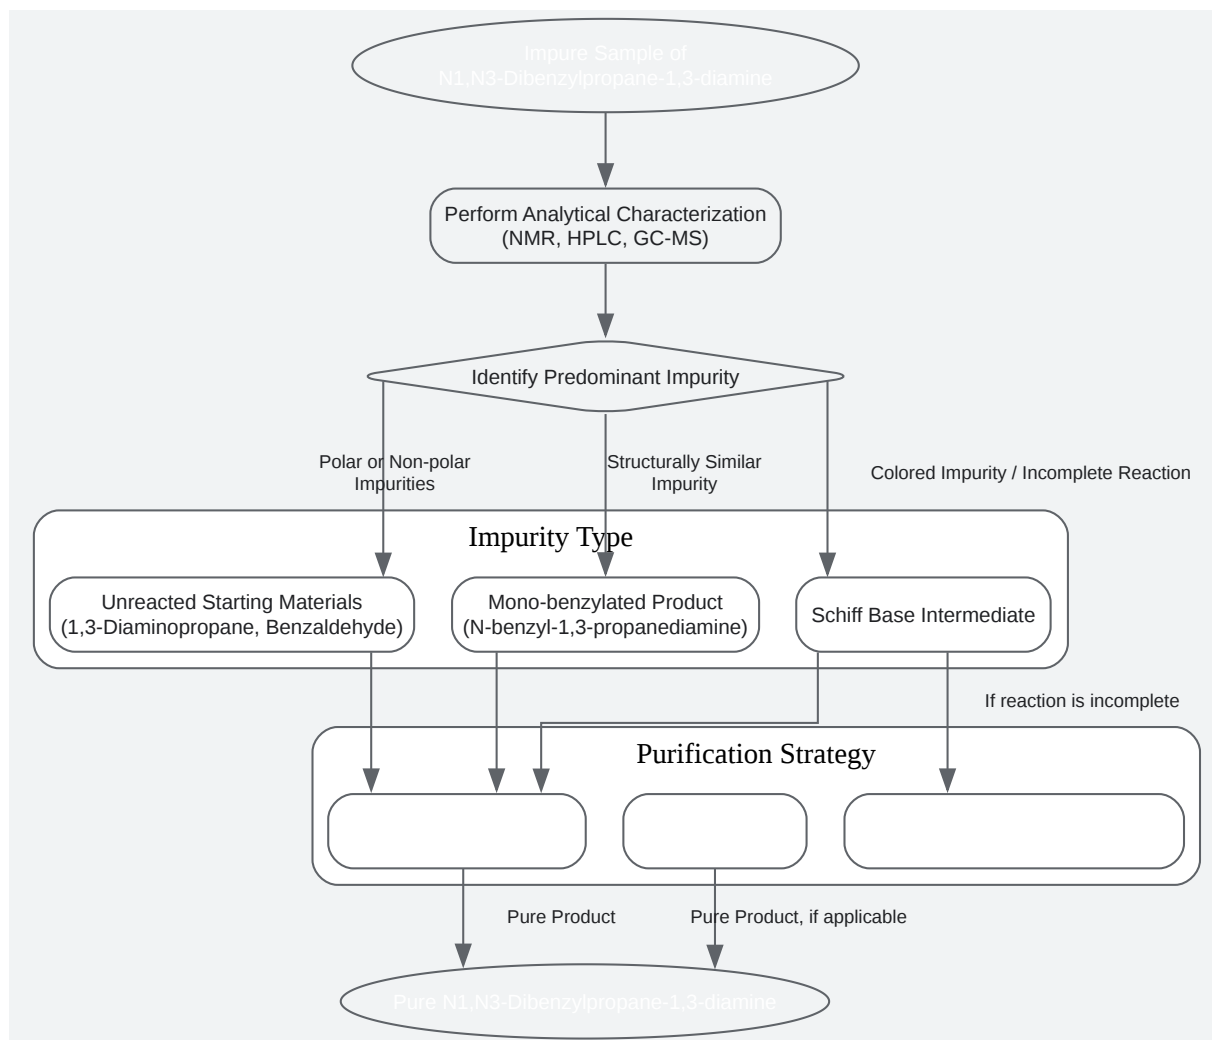 Impure Sample of
N1,N3-Dibenzylpropane-1,3-diamine
Perform Analytical Characterization
(NMR, HPLC, GC-MS)
Identify Predominant Impurity
Polar or Non-polar
Impurities
Structurally Similar
Impurity
Colored Impurity / Incomplete Reaction
Impurity Type
Unreacted Starting Materials
(1,3-Diaminopropane, Benzaldehyde)
Mono-benzylated Product
(N-benzyl-1,3-propanediamine)
Schiff Base Intermediate
If reaction is incomplete
Purification Strategy
Pure Product
Pure Product, if applicable
Pure N1,N3-Dibenzylpropane-1,3-diamine